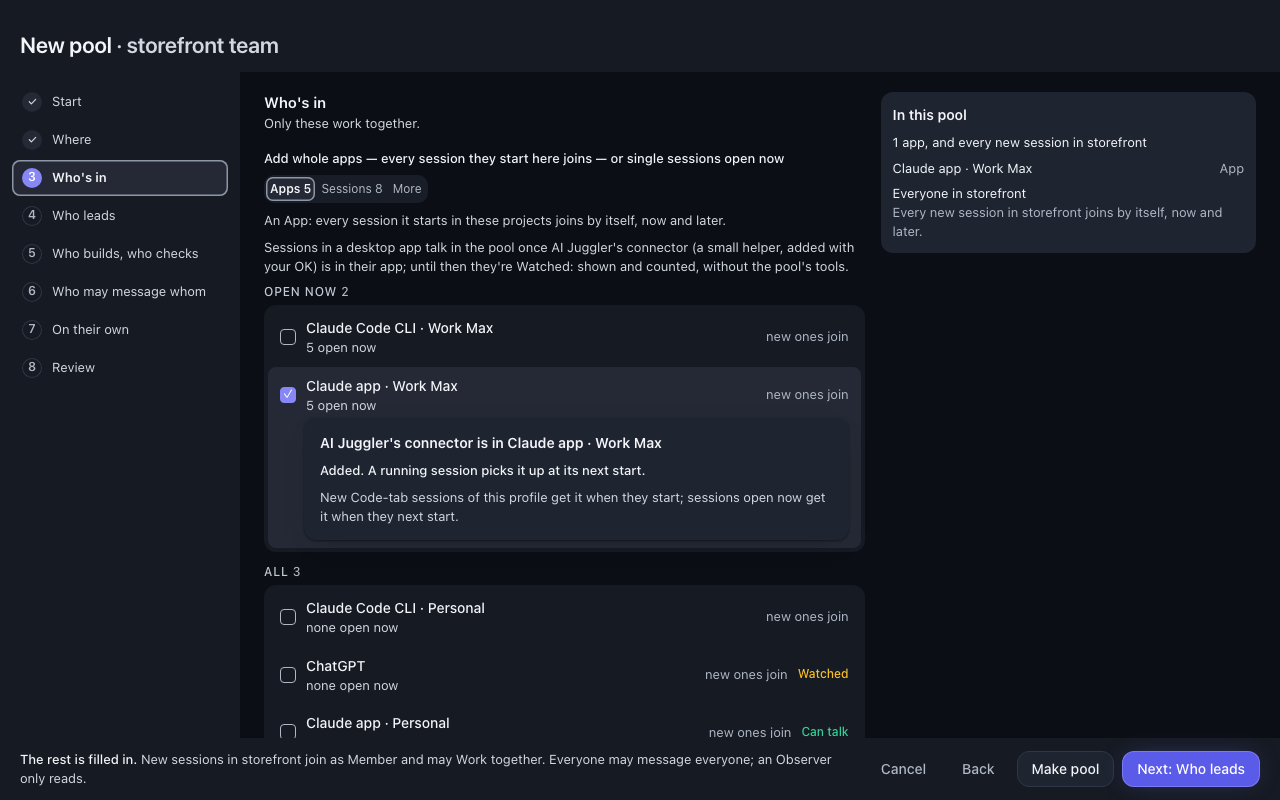 New pool · storefront team
Start
Where
3 Who's in
4 Who leads
5 Who builds, who checks
6 Who may message whom
7 On their own
8 Review
Who's in
Only these work together.
Add whole apps — every session they start here joins — or single sessions open now
Apps 5 Sessions 8 More
An App: every session it starts in these projects joins by itself, now and later.
Sessions in a desktop app talk in the pool once AI Juggler's connector (a small helper, added with
your OK) is in their app; until then they're Watched: shown and counted, without the pool's tools.
OPEN NOW 2
Claude Code CLI · Work Max
5 open now
new ones join
Claude app · Work Max
5 open now
new ones join
AI Juggler's connector is in Claude app · Work Max
Added. A running session picks it up at its next start.
New Code-tab sessions of this profile get it when they start; sessions open now get
it when they next start.
ALL 3
Claude Code CLI · Personal
none open now
new ones join
ChatGPT
none open now
new ones join Watched
Claude app · Personal
new ones join Can talk
In this pool
1 app, and every new session in storefront
Claude app · Work Max App
Everyone in storefront
Every new session in storefront joins by itself, now and
later.
The rest is filled in. New sessions in storefront join as Member and may Work together. Everyone may message everyone; an Observer
only reads.
Cancel Back Make pool Next: Who leads